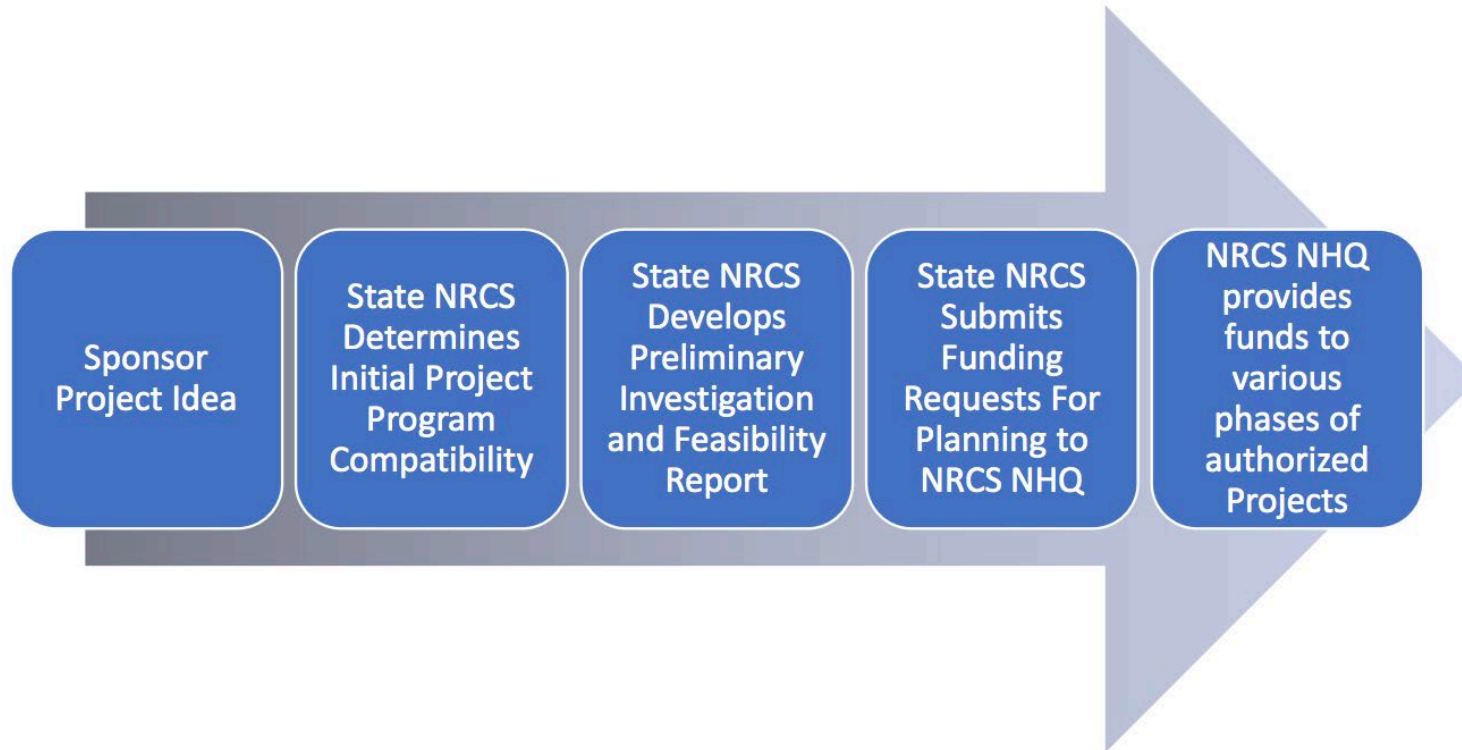 Sponsor
Project Idea
State NRCS
Determines
Initial Project
Program
Compatibility
State NRCS
Develops
Preliminary
Investigation
and Feasibility
Report
State NRCS
Submits
Funding
Requests For
Planning to
NRCS NHQ
NRCS NHQ
provides
funds to
various
phases of
authorized
Projects